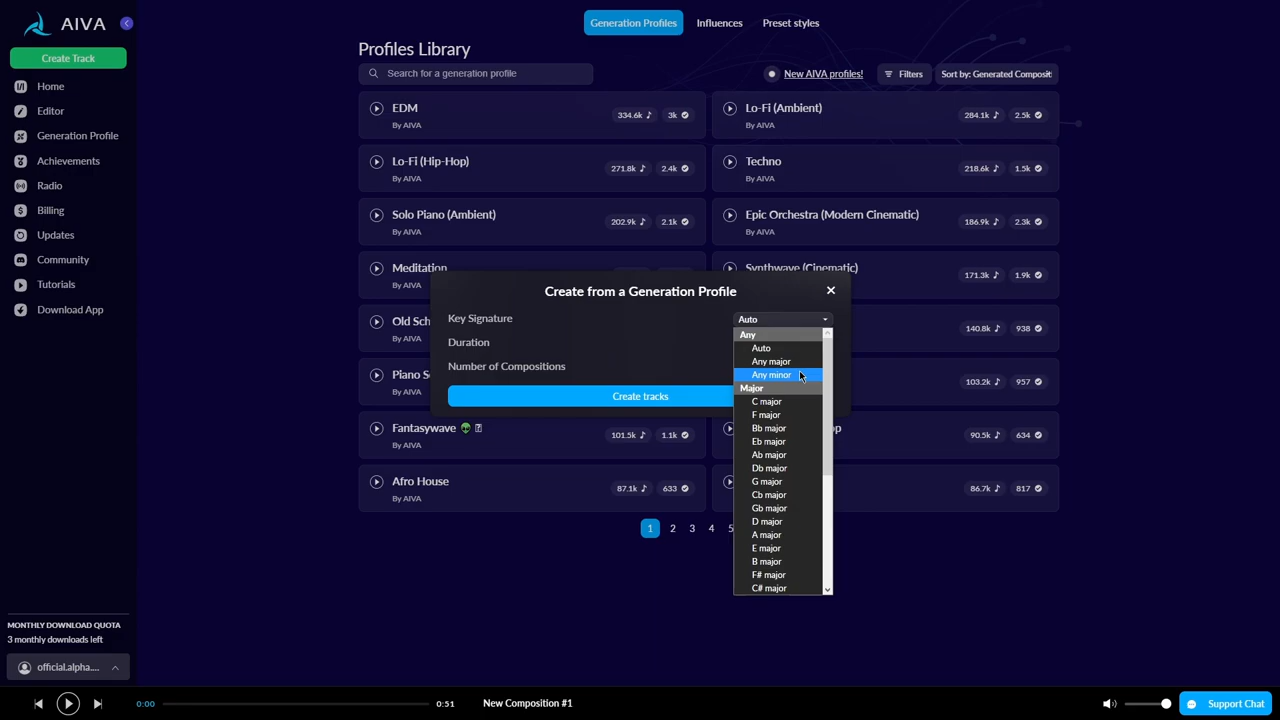 AIVA
Create Track
Home
Editor
Generation Profile
Achievements
Radio
Billing
Updates
Community
Tutorials
Download App
MONTHLY DOWNLOAD QUOTA
3 monthly downloads left
official.alpha....
Generation Profiles
Influences
Preset styles
Profiles Library
Search for a generation profile
New AIVA profiles!
Filters
Sort by: Generated Composit
EDM
By AIVA
334.6k
3k
Lo-Fi (Ambient)
By AIVA
284.1k
2.5k
Lo-Fi (Hip-Hop)
By AIVA
271.8k
2.4k
Techno
By AIVA
218.6k
1.5k
Solo Piano (Ambient)
By AIVA
202.9k
2.1k
Epic Orchestra (Modern Cinematic)
By AIVA
186.9k
2.3k
Meditation
By AIVA
Synthwave (Cinematic)
171.3k
1.9k
Old Sch
By AIVA
140.8k
938
Piano S
By AIVA
103.2k
957
Fantasywave
By AIVA
101.5k
1.1k
op
90.5k
634
Afro House
By AIVA
87.1k
633
86.7k
817
1 2 3 4 5
Create from a Generation Profile
Key Signature
Auto
Duration
Number of Compositions
Create tracks
Any
Auto
Any major
Any minor
Major
C major
F major
Bb major
Eb major
Ab major
Db major
G major
Cb major
Gb major
D major
A major
E major
B major
F# major
C# major
0:00
0:51
New Composition #1
Support Chat